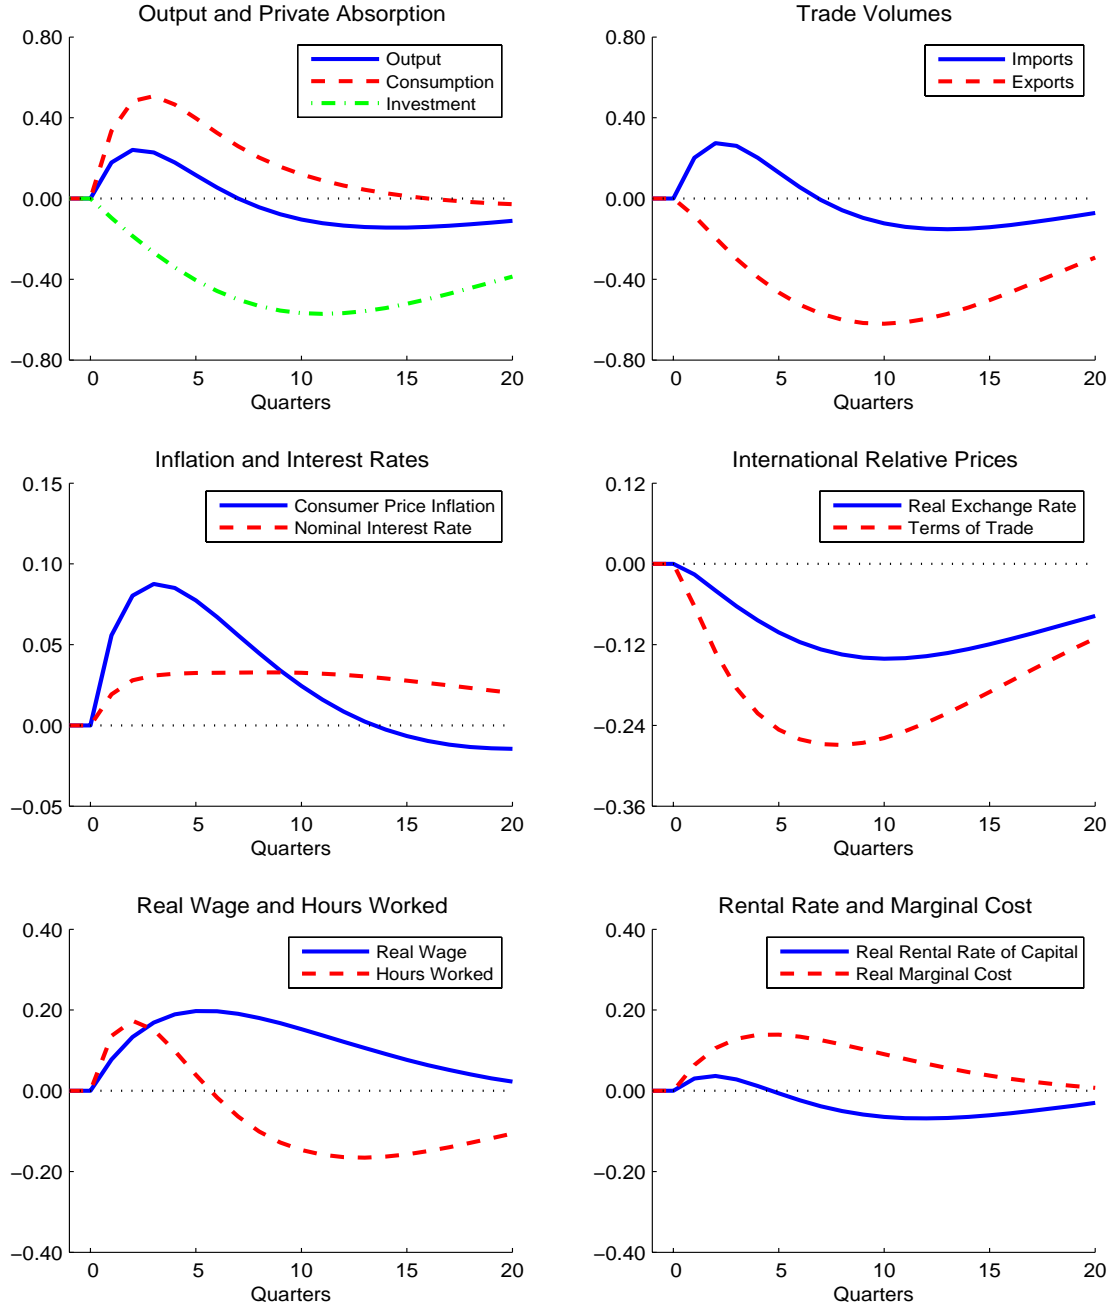 Output and Private Absorption
0.80
0.40
0.00
−0.40
−0.80
Output
Consumption
Investment
0 5 10 15 20
Quarters
Trade Volumes
0.80
0.40
0.00
−0.40
−0.80
Imports
Exports
0 5 10 15 20
Quarters
Inflation and Interest Rates
0.15
0.10
0.05
0.00
−0.05
Consumer Price Inflation
Nominal Interest Rate
0 5 10 15 20
Quarters
International Relative Prices
0.12
0.00
−0.12
−0.24
−0.36
Real Exchange Rate
Terms of Trade
0 5 10 15 20
Quarters
Real Wage and Hours Worked
0.40
0.20
0.00
−0.20
−0.40
Real Wage
Hours Worked
0 5 10 15 20
Quarters
Rental Rate and Marginal Cost
0.40
0.20
0.00
−0.20
−0.40
Real Rental Rate of Capital
Real Marginal Cost
0 5 10 15 20
Quarters